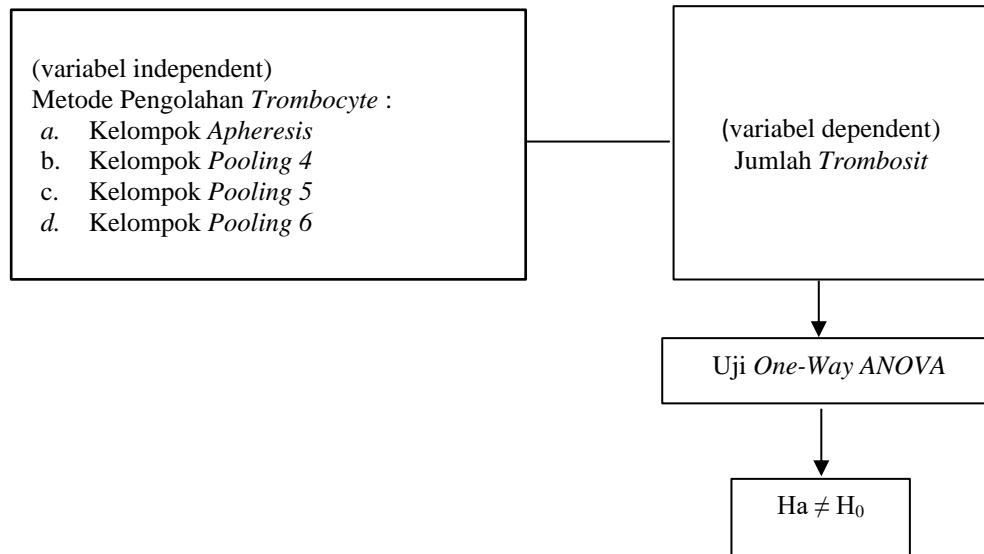 (variabel independent)
Metode Pengolahan Trombocyte :
a. Kelompok Apheresis
b. Kelompok Pooling 4
c. Kelompok Pooling 5
d. Kelompok Pooling 6
(variabel dependent)
Jumlah Trombosit
Uji One-Way ANOVA
Ha ≠ H₀